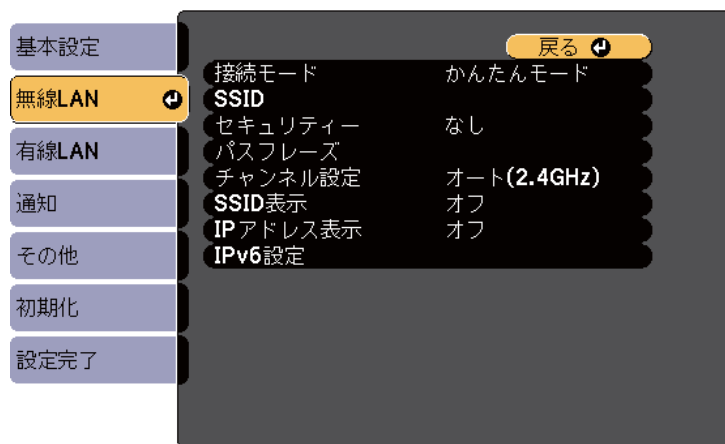 基本設定
無線LAN
有線LAN
通知
その他
初期化
設定完了
戻る
接続モード かんたんモード
SSID
セキュリティー なし
パスフレーズ
チャンネル設定 オート(2.4GHz)
SSID表示 オフ
IPアドレス表示 オフ
IPv6設定